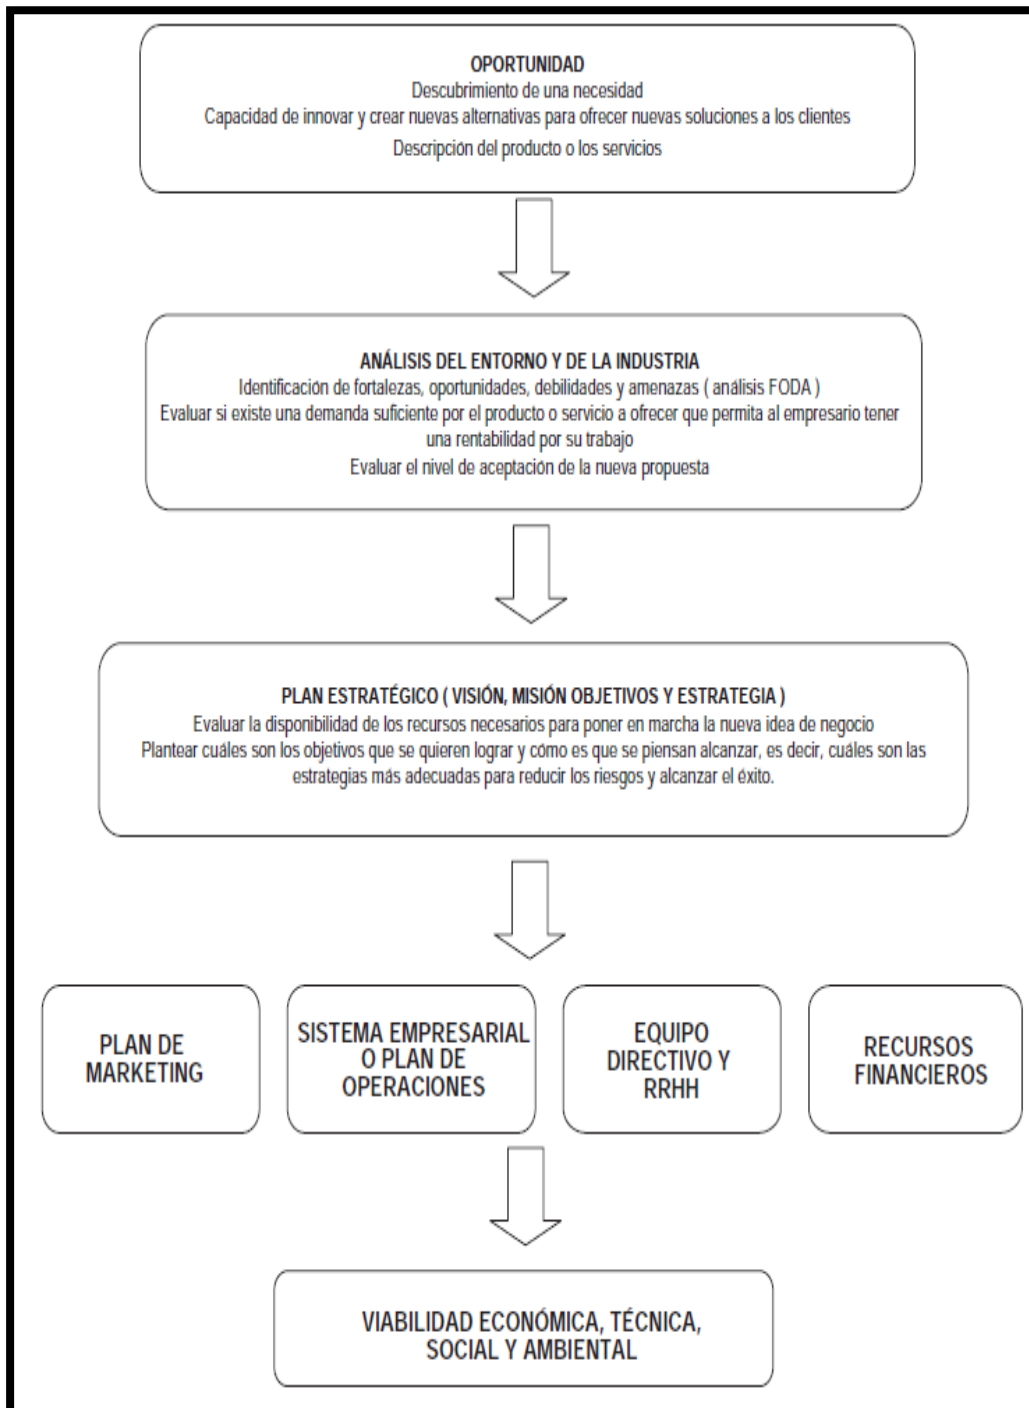 OPORTUNIDAD
Descubrimiento de una necesidad
Capacidad de innovar y crear nuevas alternativas para ofrecer nuevas soluciones a los clientes
Descripción del producto o los servicios
ANÁLISIS DEL ENTORNO Y DE LA INDUSTRIA
Identificación de fortalezas, oportunidades, debilidades y amenazas ( análisis FODA )
Evaluar si existe una demanda suficiente por el producto o servicio a ofrecer que permita al empresario tener
una rentabilidad por su trabajo
Evaluar el nivel de aceptación de la nueva propuesta
PLAN ESTRATÉGICO ( VISIÓN, MISIÓN OBJETIVOS Y ESTRATEGIA )
Evaluar la disponibilidad de los recursos necesarios para poner en marcha la nueva idea de negocio
Plantear cuáles son los objetivos que se quieren lograr y cómo es que se piensan alcanzar, es decir, cuáles son las
estrategias más adecuadas para reducir los riesgos y alcanzar el éxito.
PLAN DE
MARKETING
SISTEMA EMPRESARIAL
O PLAN DE
OPERACIONES
EQUIPO
DIRECTIVO Y
RRHH
RECURSOS
FINANCIEROS
VIABILIDAD ECONÓMICA, TÉCNICA,
SOCIAL Y AMBIENTAL